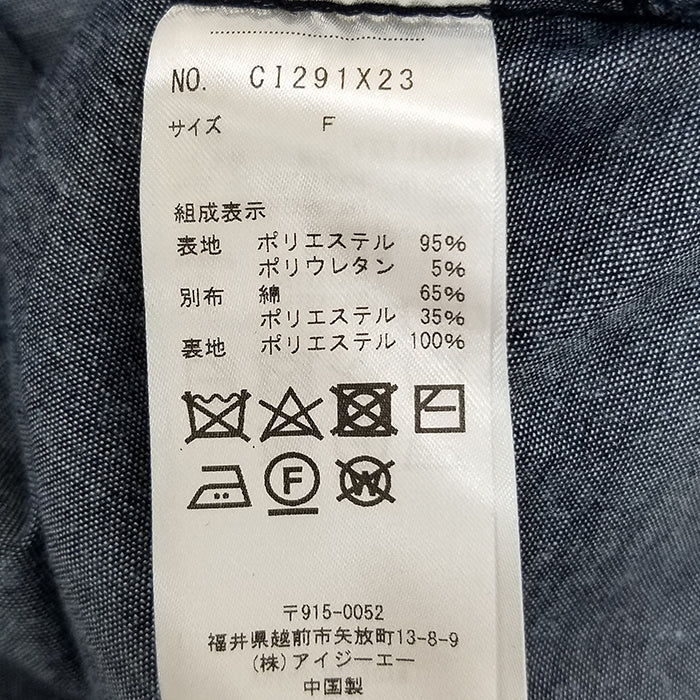 NO. CI291X23
サイズ F
組成表示
表地 ポリエステル 95%
ポリウレタン 5%
別布 綿 65%
ポリエステル 35%
裏地 ポリエステル 100%
F W
〒915-0052
福井県越前市矢放町13-8-9
(株)アイジーエー
中国製